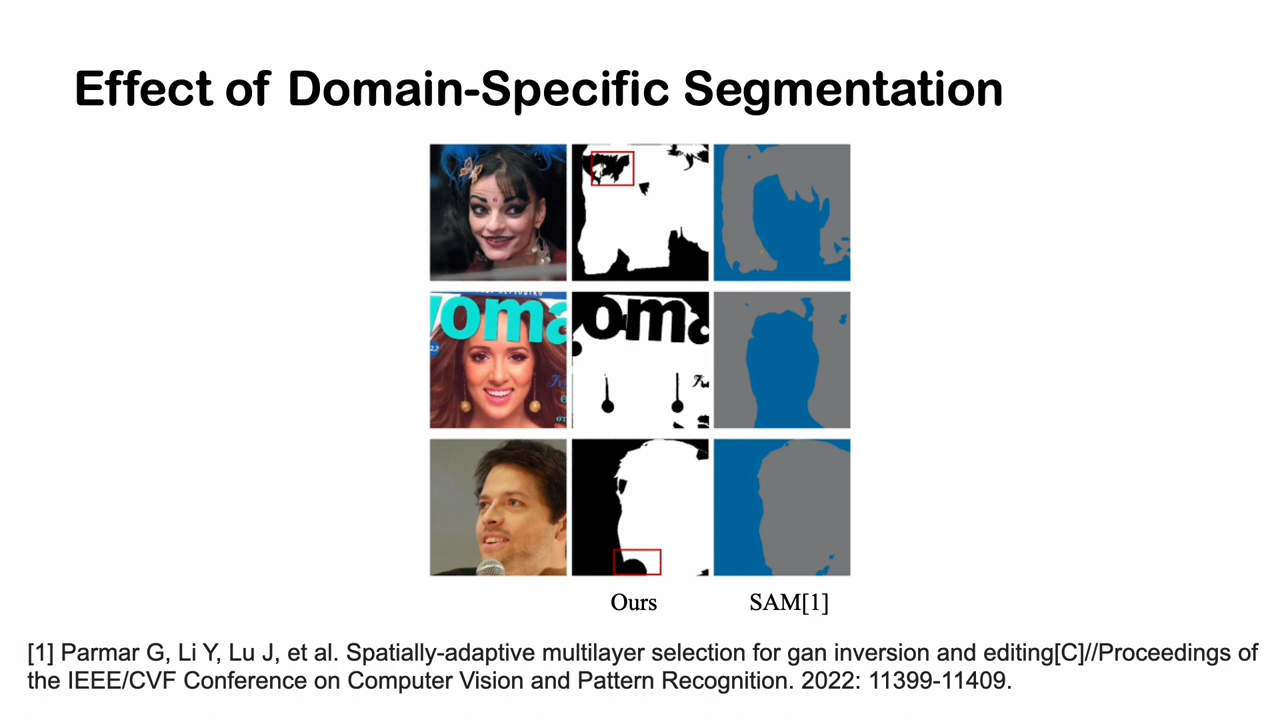 Effect of Domain-Specific Segmentation
oma
oma
Ours
SAM[1]
[1] Parmar G, Li Y, Lu J, et al. Spatially-adaptive multilayer selection for gan inversion and editing[C]//Proceedings of
the IEEE/CVF Conference on Computer Vision and Pattern Recognition. 2022: 11399-11409.